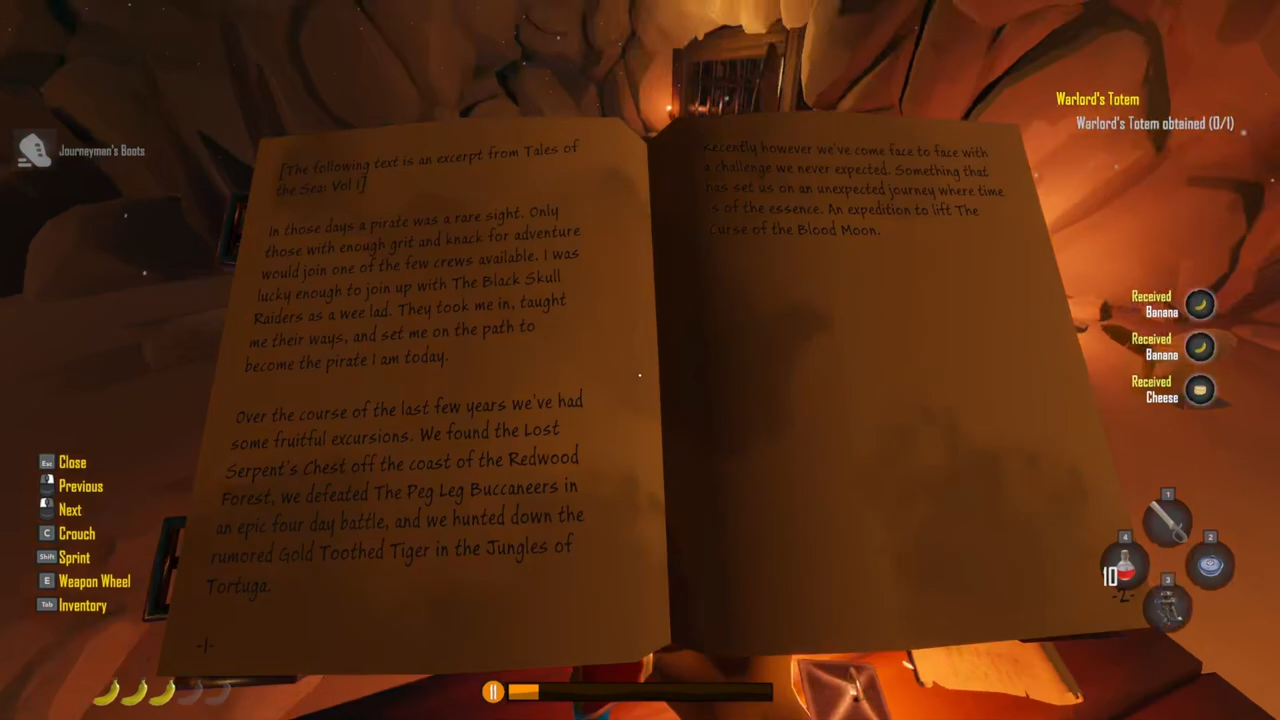 Journeyman's Boots
[The following text is an excerpt from Tales of
the Sea: Vol 1]
In those days a pirate was a rare sight. Only
those with enough grit and knack for adventure
would join one of the few crews available. I was
lucky enough to join up with The Black Skull
Raiders as a wee lad. They took me in, taught
me their ways, and set me on the path to
become the pirate I am today.
Over the course of the last few years we've had
some fruitful excursions. We found the Lost
Serpent's Chest off the coast of the Redwood
Forest, we defeated The Peg Leg Buccaneers in
an epic four day battle, and we hunted down the
rumored Gold Toothed Tiger in the Jungles of
Tortuga.
-1-
Recently however we've come face to face with
a challenge we never expected. Something that
has set us on an unexpected journey where time
is of the essence. An expedition to lift The
Curse of the Blood Moon.
-2-
Warlord's Totem
Warlord's Totem obtained (0/1)
Received
Banana
Received
Banana
Received
Cheese
Esc Close
Previous
Next
C Crouch
Shift Sprint
E Weapon Wheel
Tab Inventory
1
4
2
10
3
11